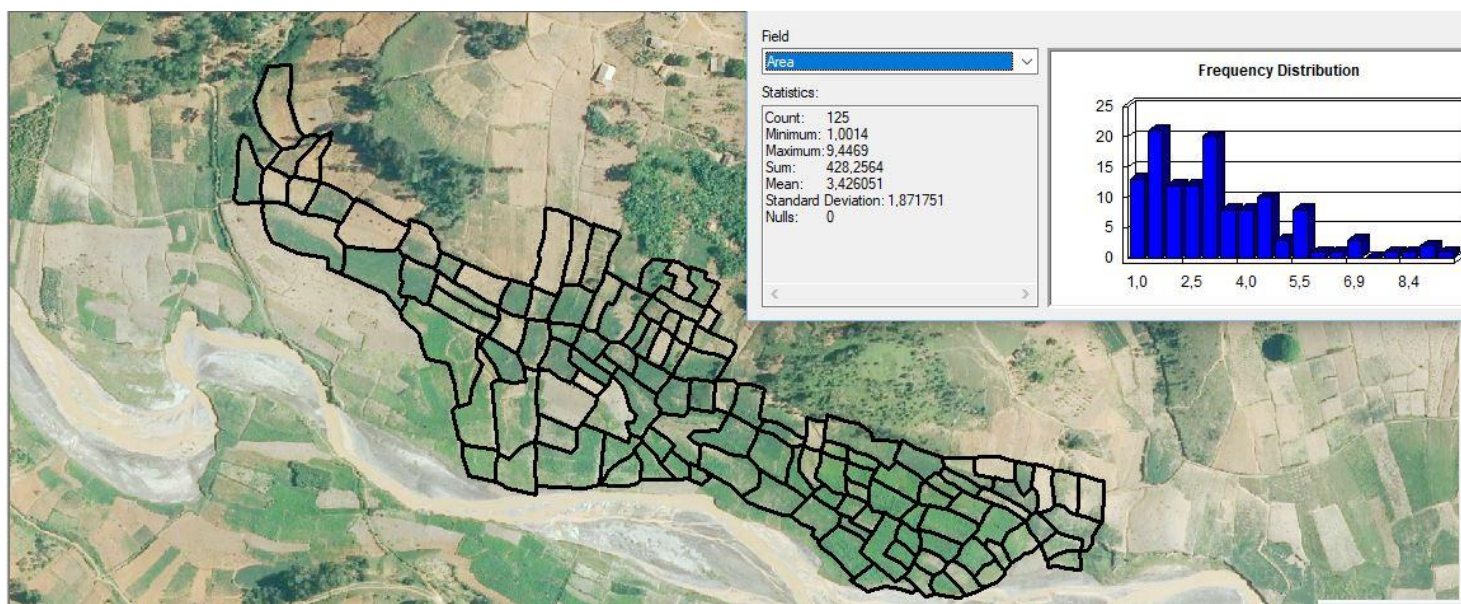 Field
Area
Statistics:
Count: 125
Minimum: 1,0014
Maximum: 9,4469
Sum: 428,2564
Mean: 3,426051
Standard Deviation: 1,871751
Nulls: 0
Frequency Distribution
25
20
15
10
5
0
1,0 2,5 4,0 5,5 6,9 8,4